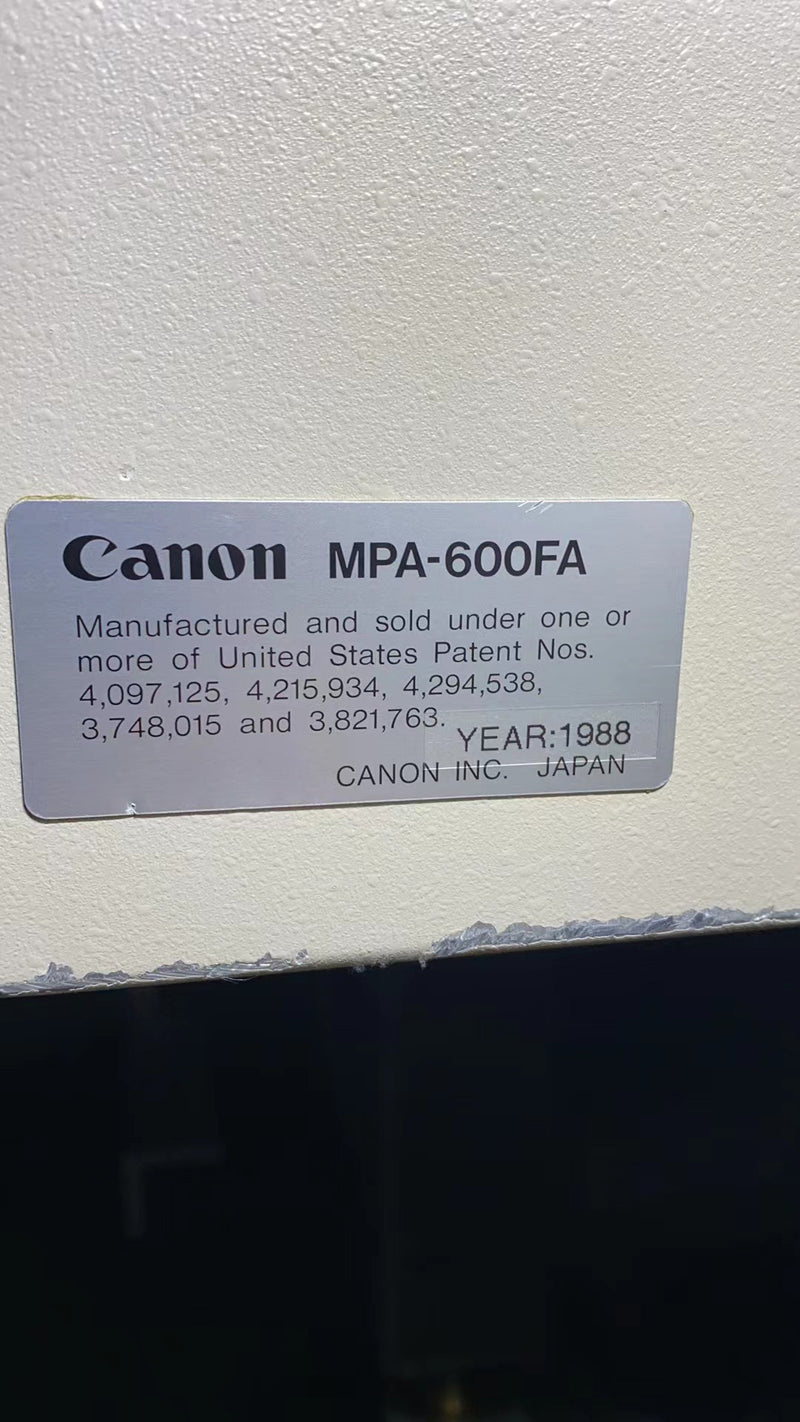 Canon MPA-600FA
Manufactured and sold under one or
more of United States Patent Nos.
4,097,125, 4,215,934, 4,294,538,
3,748,015 and 3,821,763.
YEAR:1988
CANON INC. JAPAN